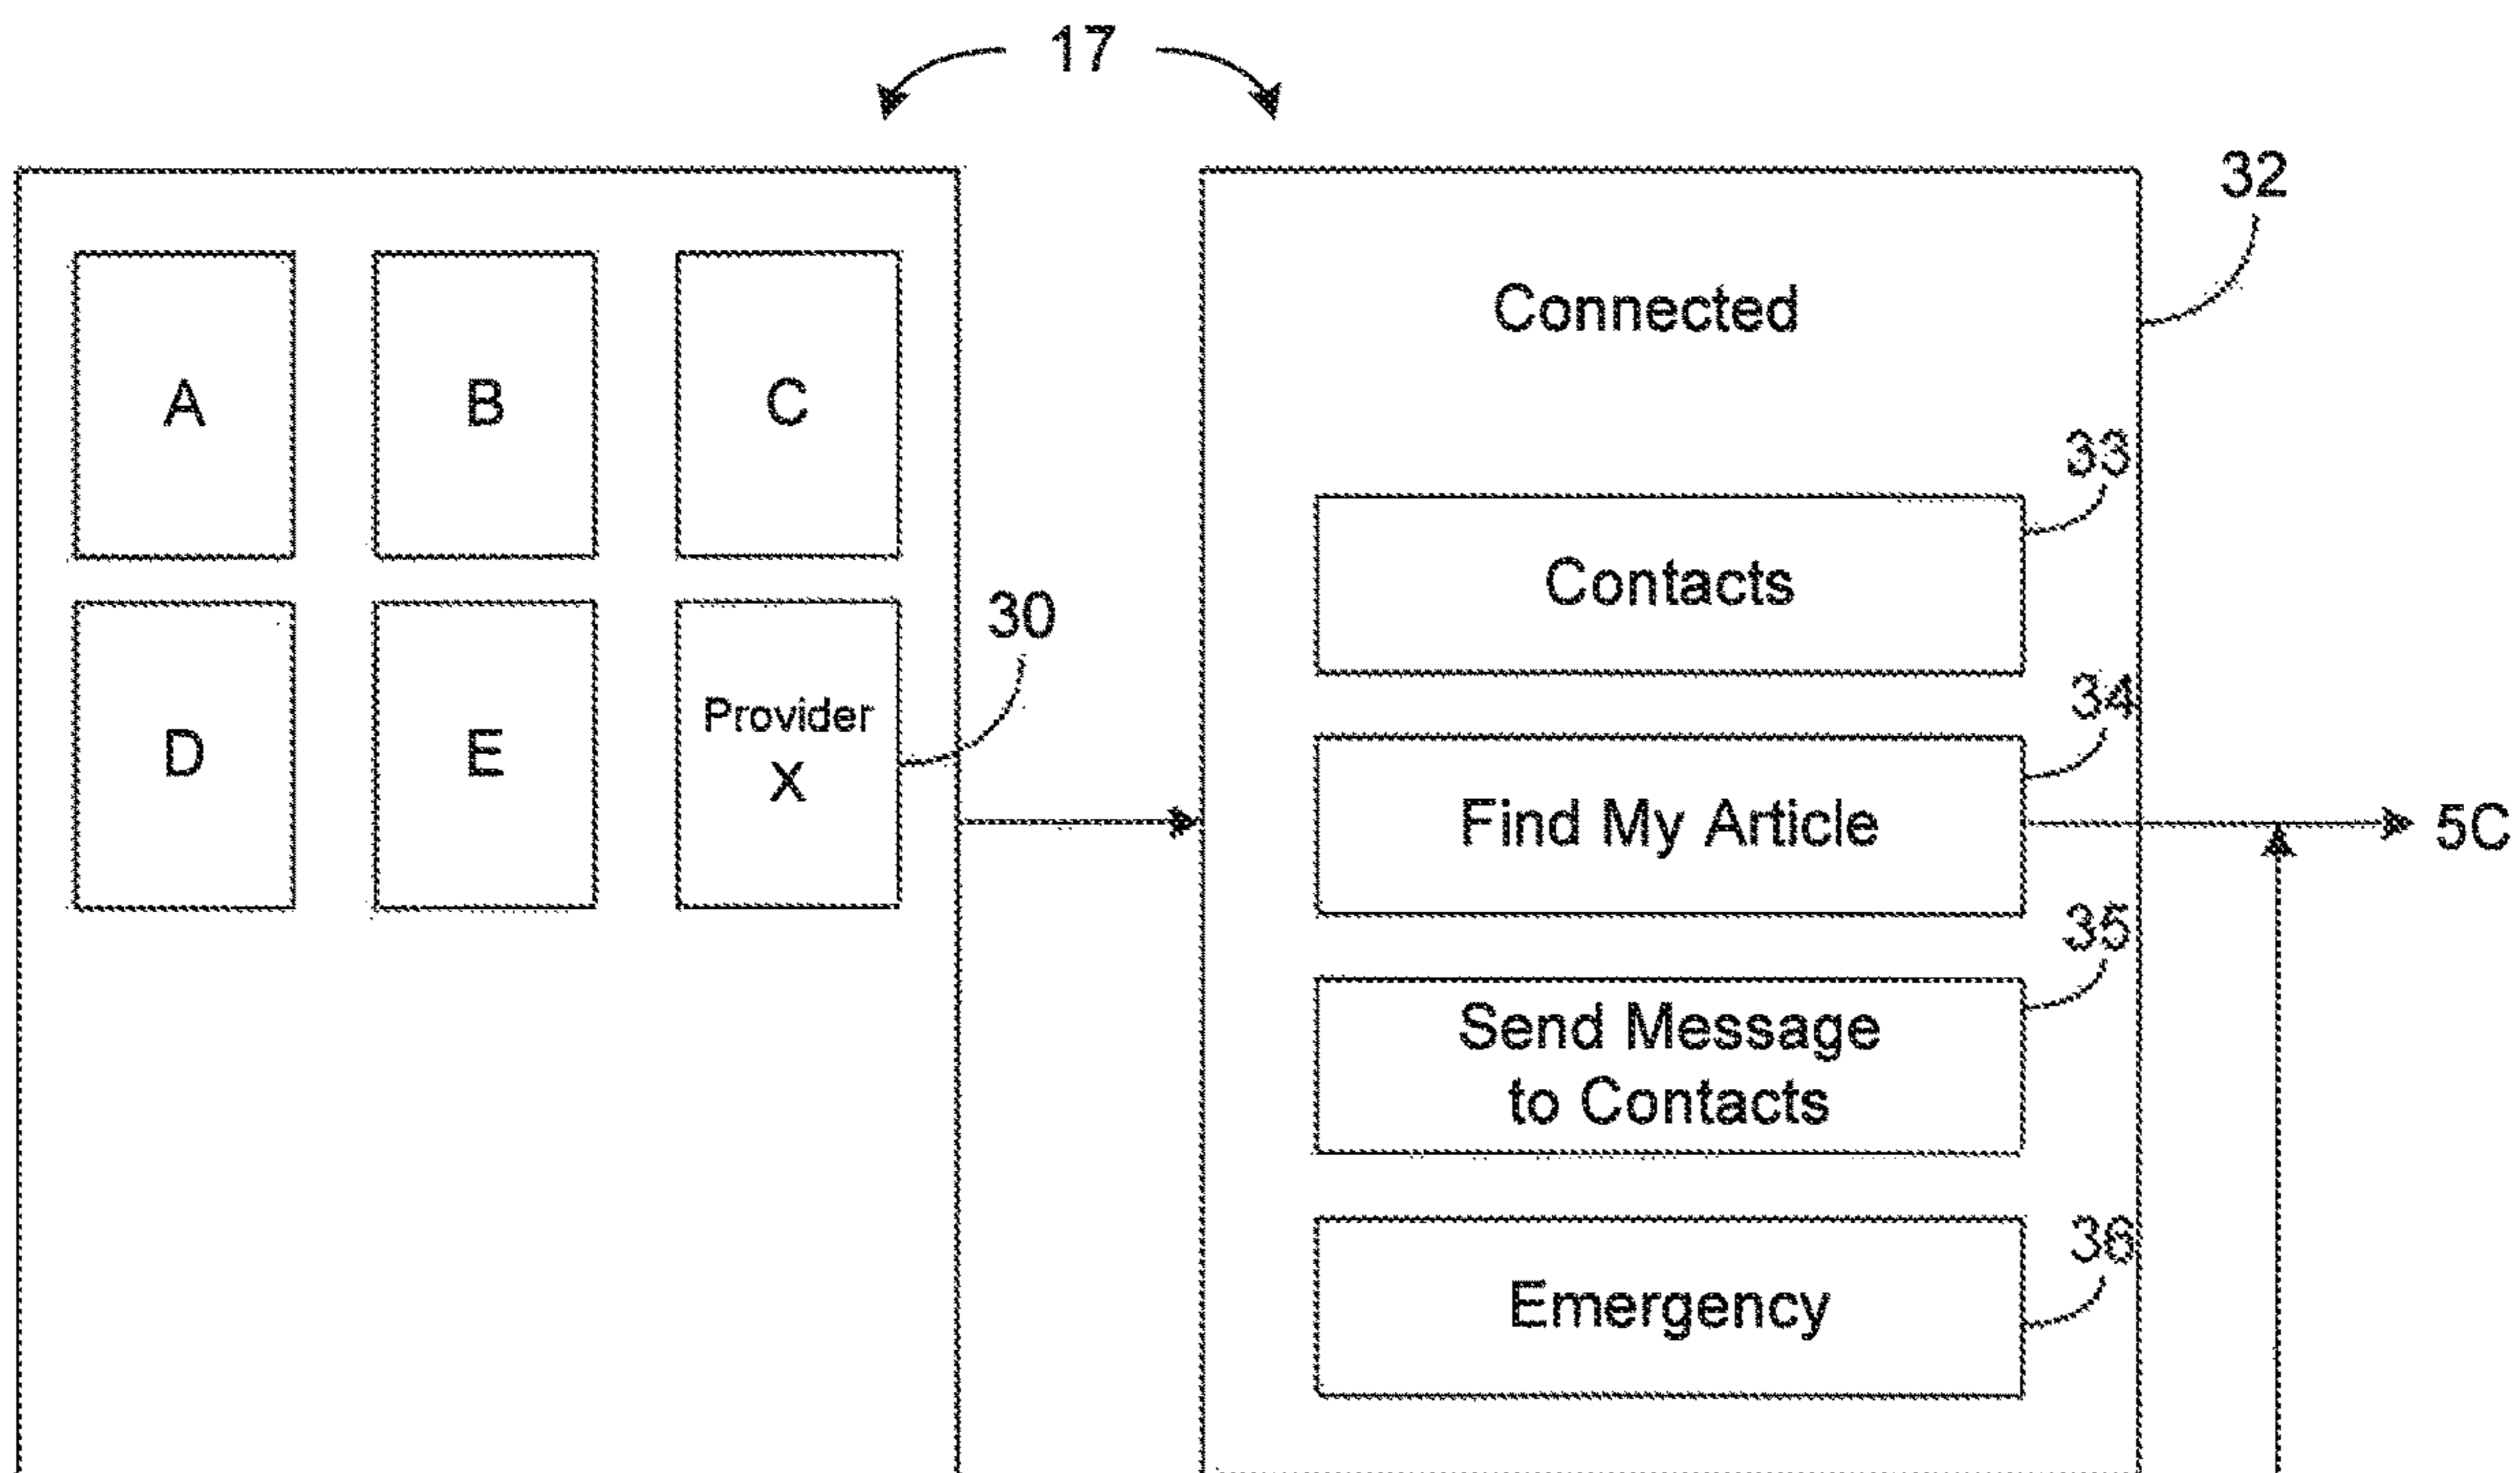 17
32
Connected
A
B
C
33
Contacts
30
34
D
E
Provider
X
Find My Article
5C
35
Send Message
to Contacts
36
Emergency